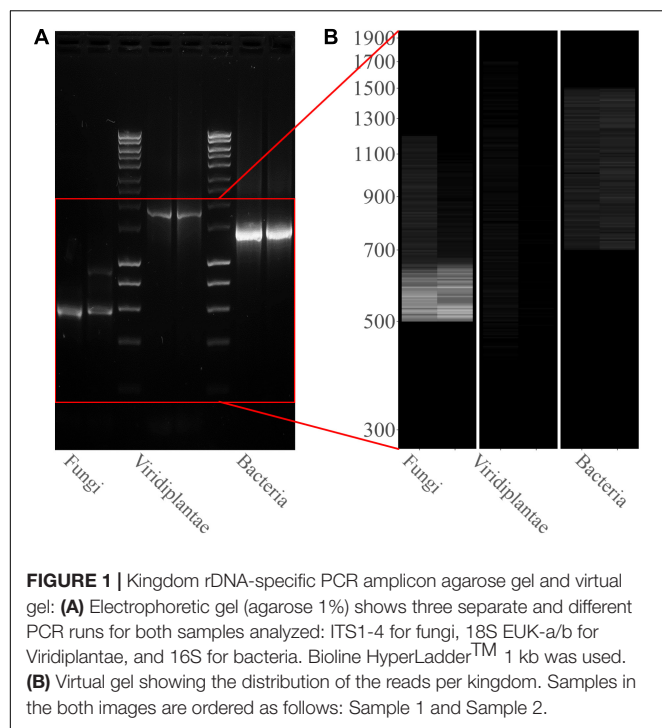 A
B
1900
1700
1500
1300
1100
900
700
500
300
Fungi
Viridiplantae
Bacteria
Fungi
Viridiplantae
Bacteria
FIGURE 1 | Kingdom rDNA-specific PCR amplicon agarose gel and virtual
gel: (A) Electrophoretic gel (agarose 1%) shows three separate and different
PCR runs for both samples analyzed: ITS1-4 for fungi, 18S EUK-a/b for
Viridiplantae, and 16S for bacteria. Bioline HyperLadder™ 1 kb was used.
(B) Virtual gel showing the distribution of the reads per kingdom. Samples in
the both images are ordered as follows: Sample 1 and Sample 2.